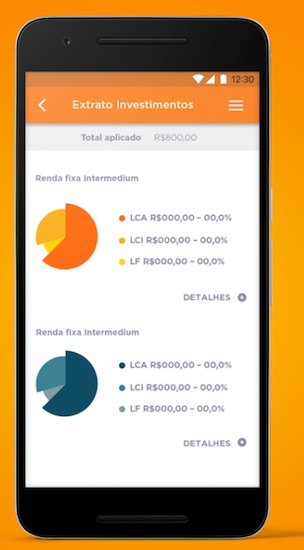 12:30
Extrato Investimentos
Total aplicado R$800,00
Renda fixa Intermedium
LCA R$000,00 – 00,0%
LCI R$000,00 – 00,0%
LF R$000,00 – 00,0%
DETALHES
Renda fixa Intermedium
LCA R$000,00 – 00,0%
LCI R$000,00 – 00,0%
LF R$000,00 – 00,0%
DETALHES